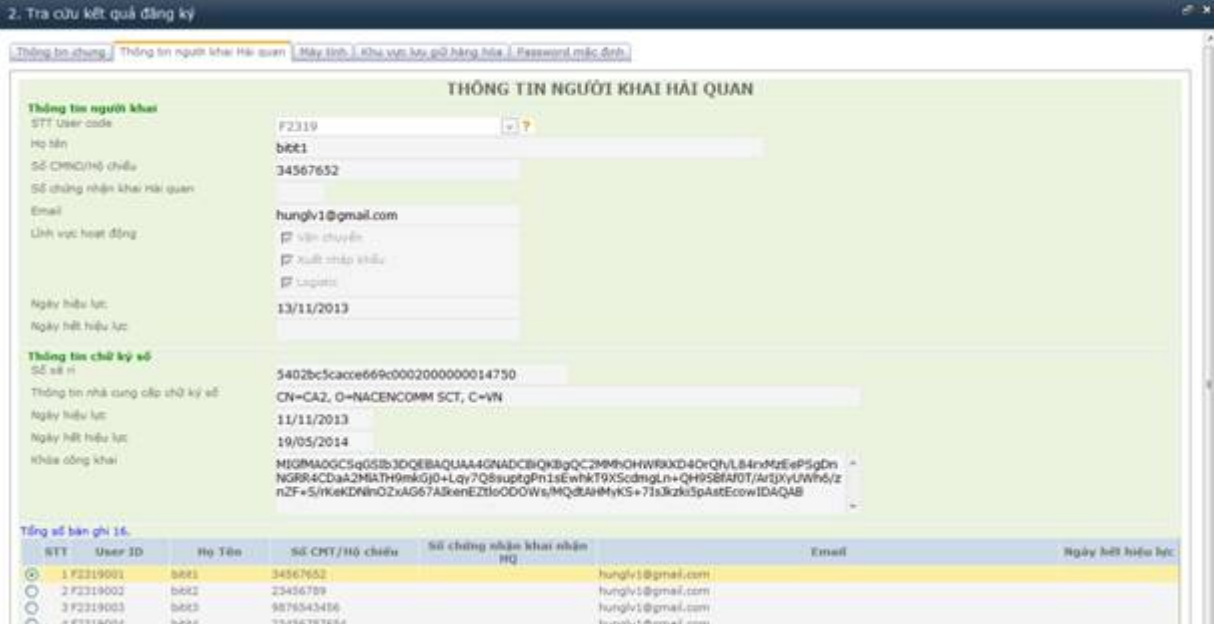 2. Tra cứu kết quả đăng ký
Thông tin chung Thông tin người khai Hải quan Máy tính Khu vực lưu giữ hàng hóa Password mặc định
THÔNG TIN NGƯỜI KHAI HẢI QUAN
Thông tin người khai
STT User code F2319 ?
Họ tên bibt1
Số CMND/Hộ chiếu 34567652
Số chứng nhận khai Hải quan
Email hunglv1@gmail.com
Lĩnh vực hoạt động Vận chuyển
Xuất nhập khẩu
Logistic
Ngày hiệu lực 13/11/2013
Ngày hết hiệu lực
Thông tin chữ ký số
Số sê ri 5402bc5cacce669c0002000000014750
Thông tin nhà cung cấp chữ ký số CN=CA2, O=NACENCOMM SCT, C=VN
Ngày hiệu lực 11/11/2013
Ngày hết hiệu lực 19/05/2014
Khóa công khai
Tổng số bản ghi 16.
STT User ID Họ Tên Số CMT/Hộ chiếu Số chứng nhận khai nhận HQ Email Ngày hết hiệu lực
1 F2319001 bibt1 34567652 hunglv1@gmail.com
2 F2319002 bibt2 23456789 hunglv1@gmail.com
3 F2319003 bibt3 9876543456 hunglv1@gmail.com